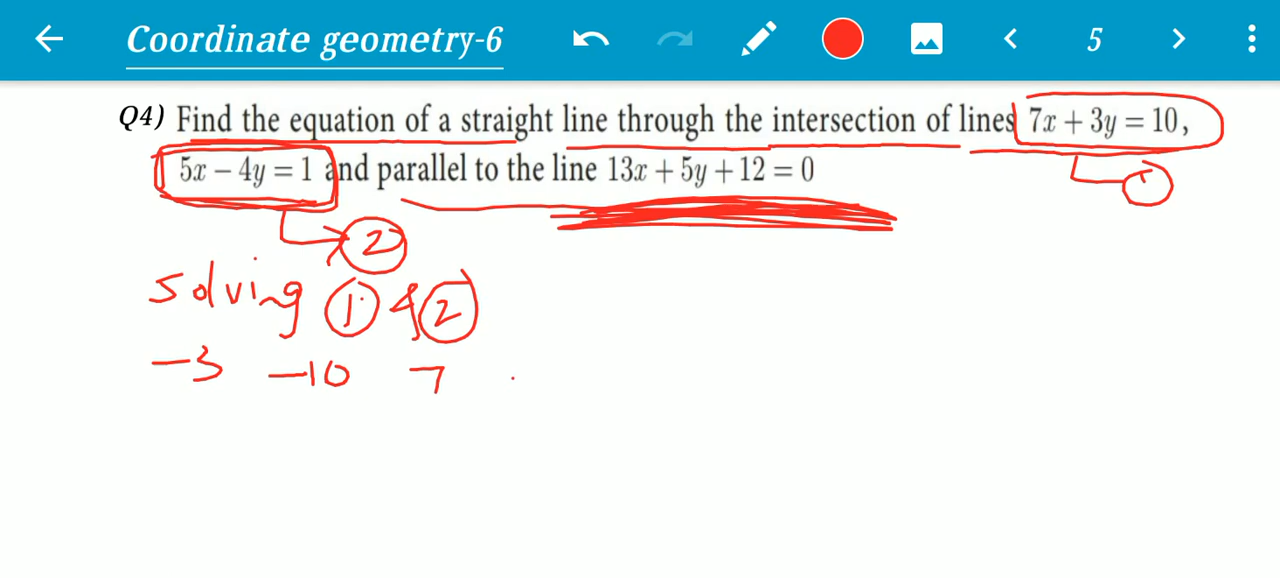 Coordinate geometry-6 5
Q4) Find the equation of a straight line through the intersection of lines 7x + 3y = 10,
5x − 4y = 1 and parallel to the line 13x + 5y + 12 = 0
1
2
solving 1 & 2
−3 −10 7